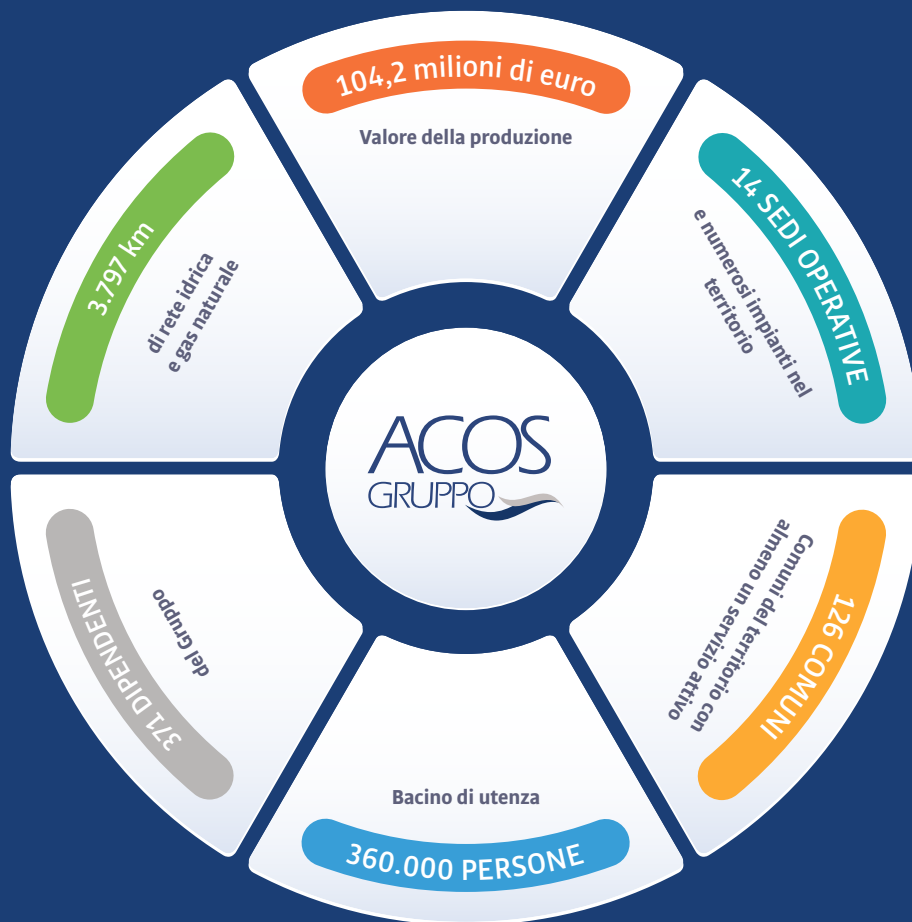 104,2 milioni di euro
Valore della produzione
14 SEDI OPERATIVE
e numerosi impianti nel
territorio
126 COMUNI
Comuni del territorio con
almeno un servizio attivo
Bacino di utenza
360.000 PERSONE
371 DIPENDENTI
del Gruppo
3.797 km
di rete idrica
e gas naturale
ACOS
GRUPPO